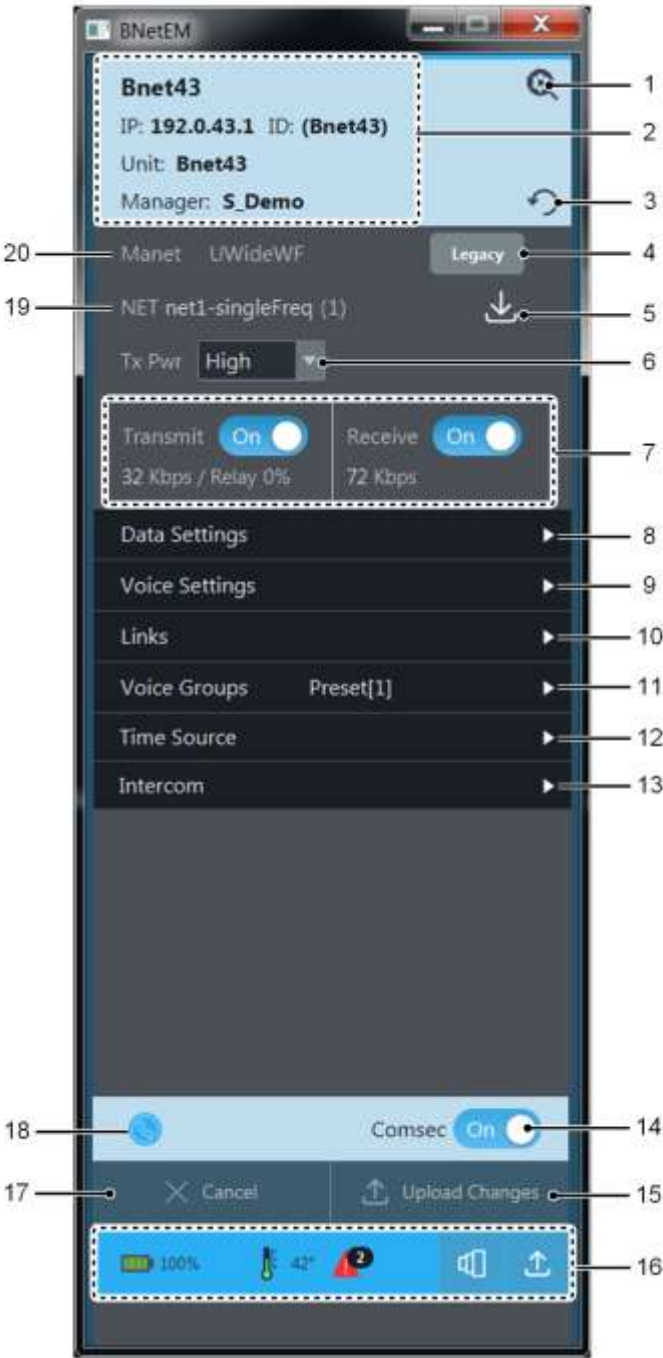 BNetEM
Bnet43
1
IP: 192.0.43.1 ID: (Bnet43)
2
Unit: Bnet43
Manager: S_Demo
3
20
Manet UWideWF
Legacy
4
19
NET net1-singleFreq (1)
5
Tx Pwr High
6
Transmit On
Receive On
7
32 Kbps / Relay 0%
72 Kbps
Data Settings
8
Voice Settings
9
Links
10
Voice Groups Preset[1]
11
Time Source
12
Intercom
13
18
Comsec On
14
17
Cancel
Upload Changes
15
100%
42°
2
16